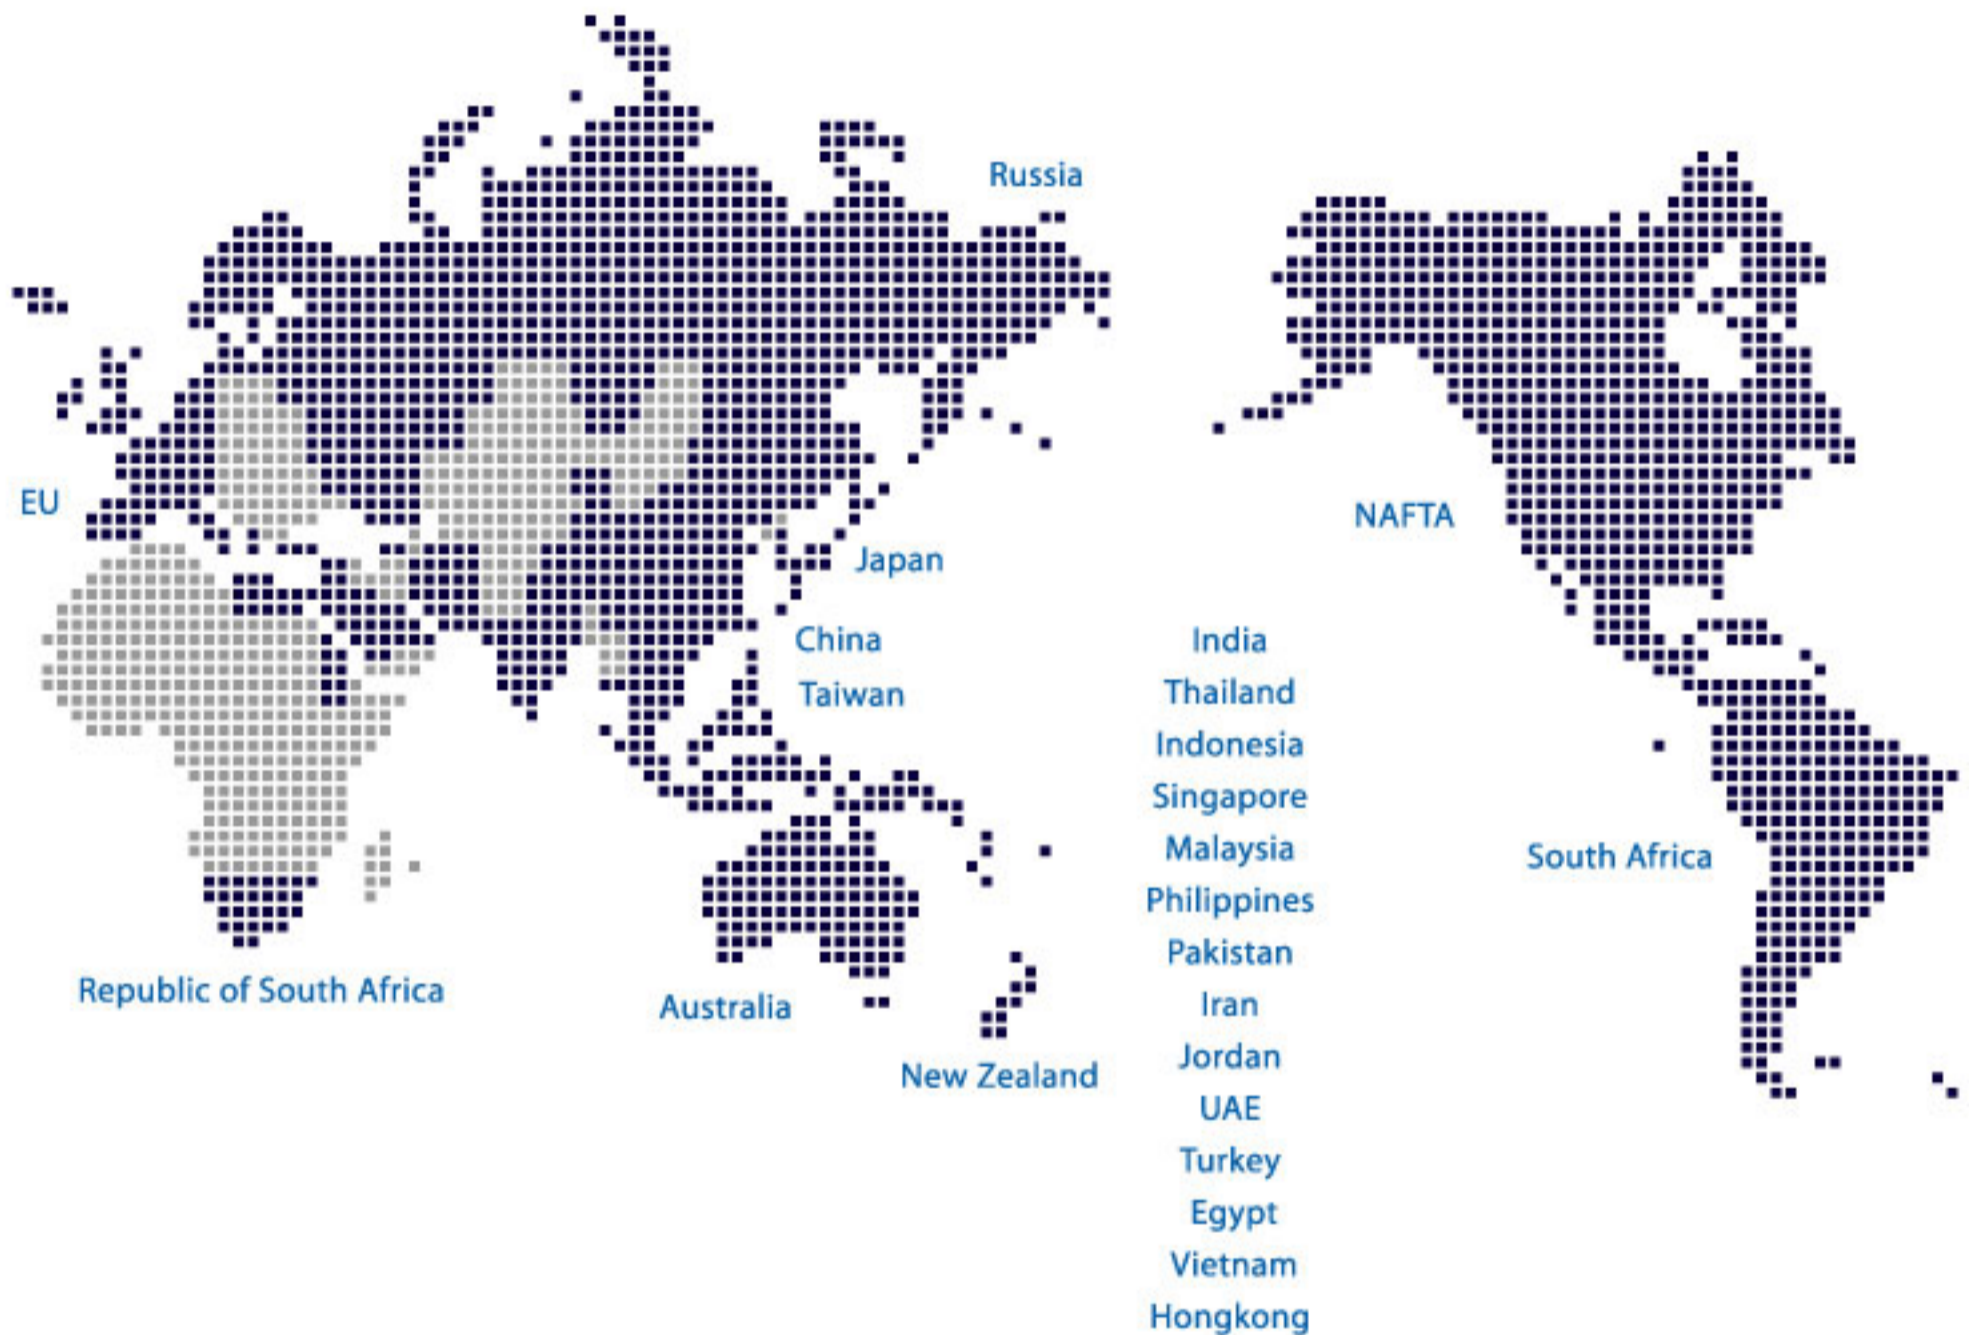 Russia
EU
NAFTA
Japan
China
Taiwan
India
Thailand
Indonesia
Singapore
Malaysia
Philippines
Pakistan
Iran
Jordan
UAE
Turkey
Egypt
Vietnam
Hongkong
South Africa
Republic of South Africa
Australia
New Zealand